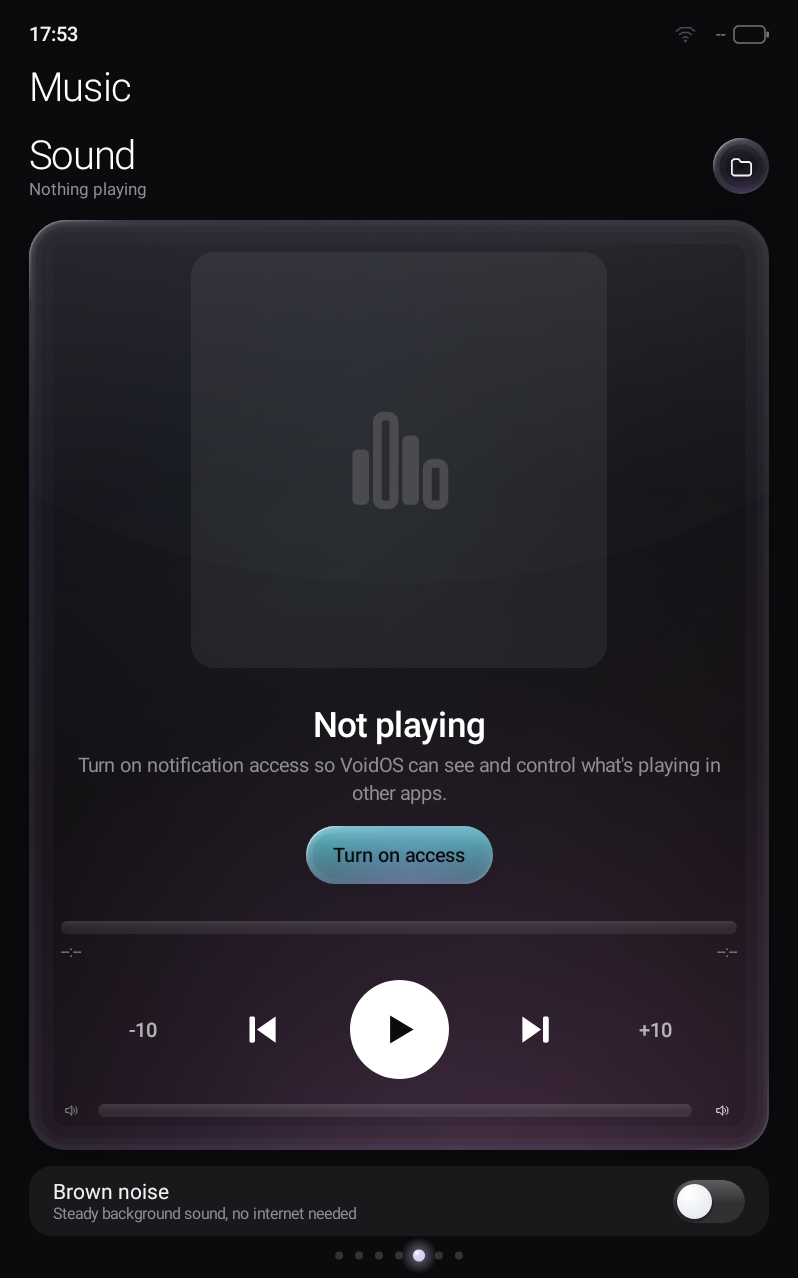 17:53
--
Music
Sound
Nothing playing
Not playing
Turn on notification access so VoidOS can see and control what's playing in
other apps.
Turn on access
--:-- --:--
-10 +10
Brown noise
Steady background sound, no internet needed